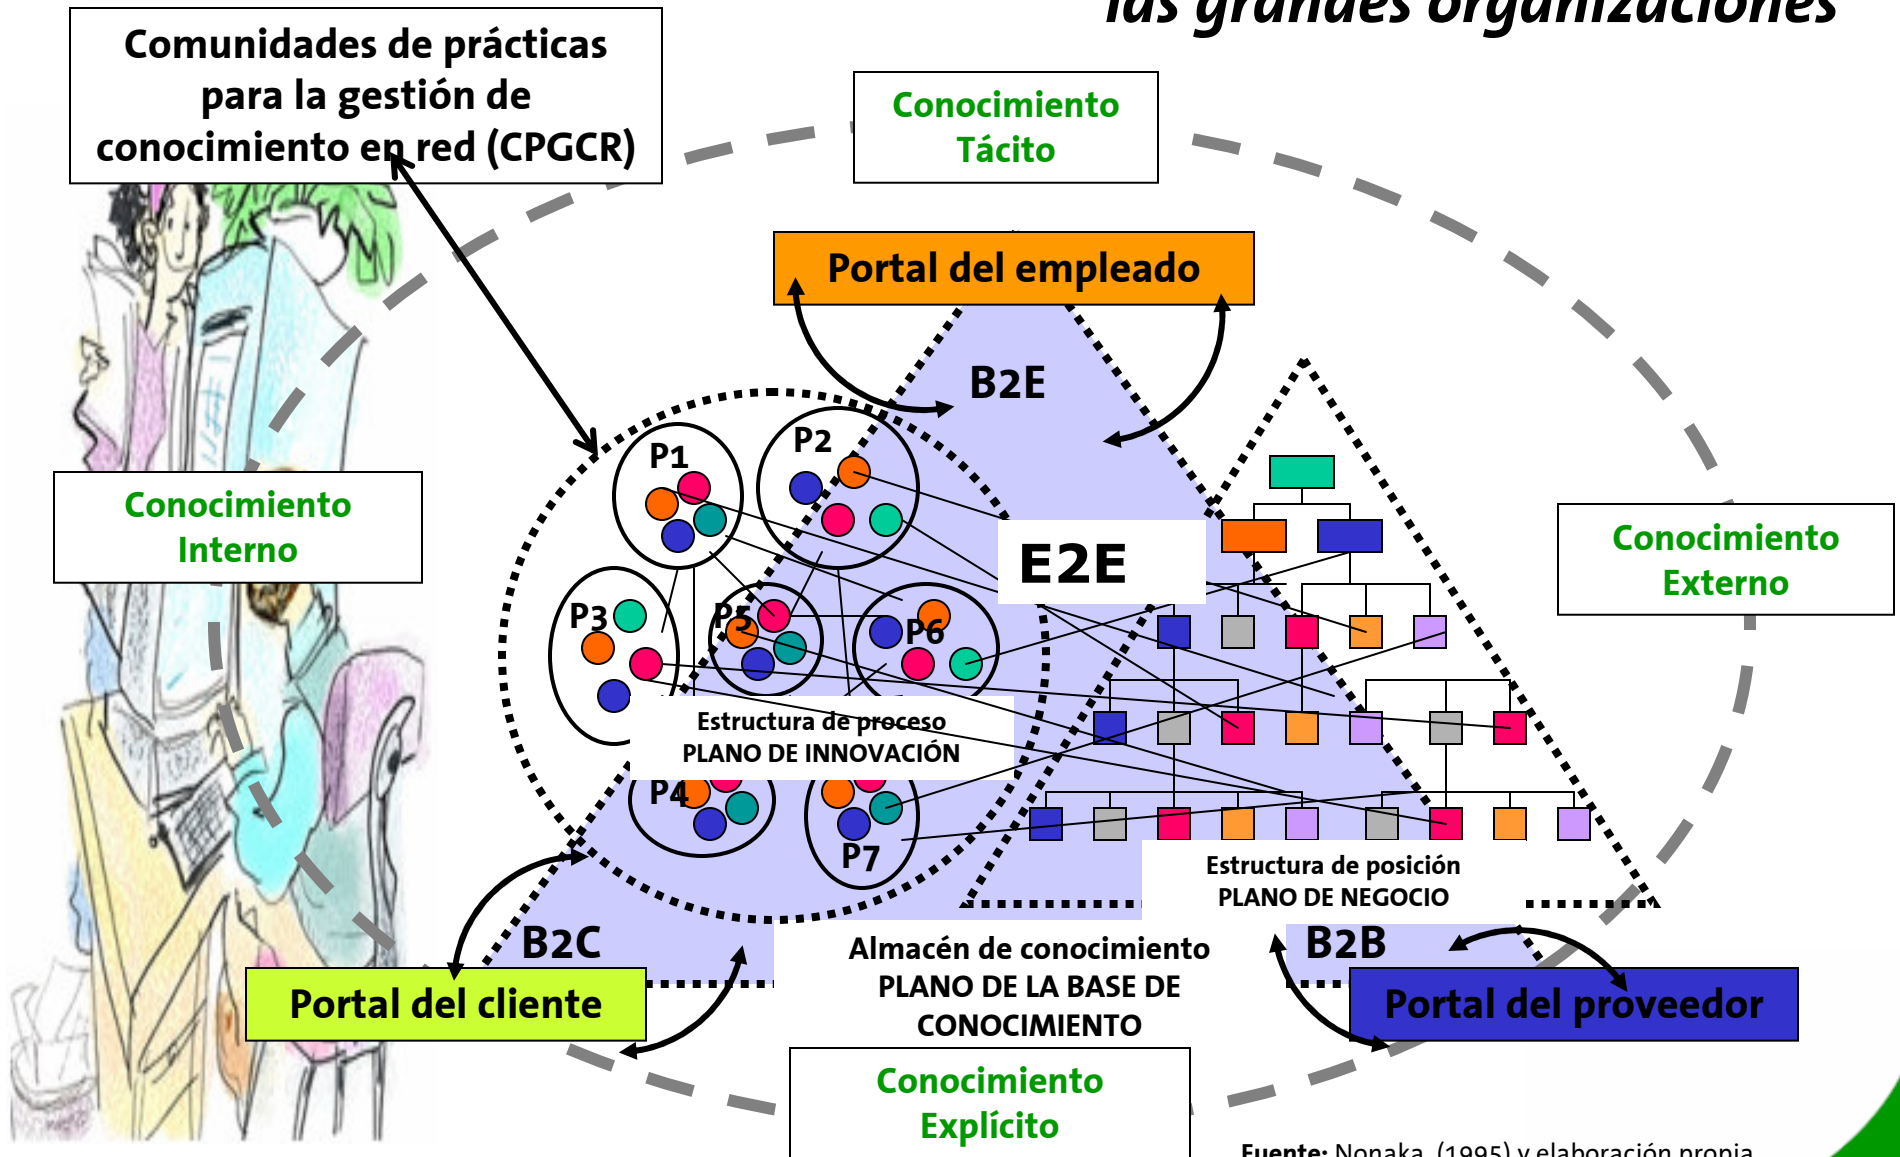 las grandes organizaciones
Comunidades de prácticas
para la gestión de
conocimiento en red (CPGCR)
Conocimiento
Tácito
Portal del empleado
B2E
P1
P2
E2E
Conocimiento
Interno
Conocimiento
Externo
P3
P5
P6
Estructura de proceso
PLANO DE INNOVACIÓN
P4
P7
Estructura de posición
PLANO DE NEGOCIO
B2C
Almacén de conocimiento
PLANO DE LA BASE DE
CONOCIMIENTO
B2B
Portal del cliente
Portal del proveedor
Conocimiento
Explícito
Fuente: Nonaka, (1995) y elaboración propia